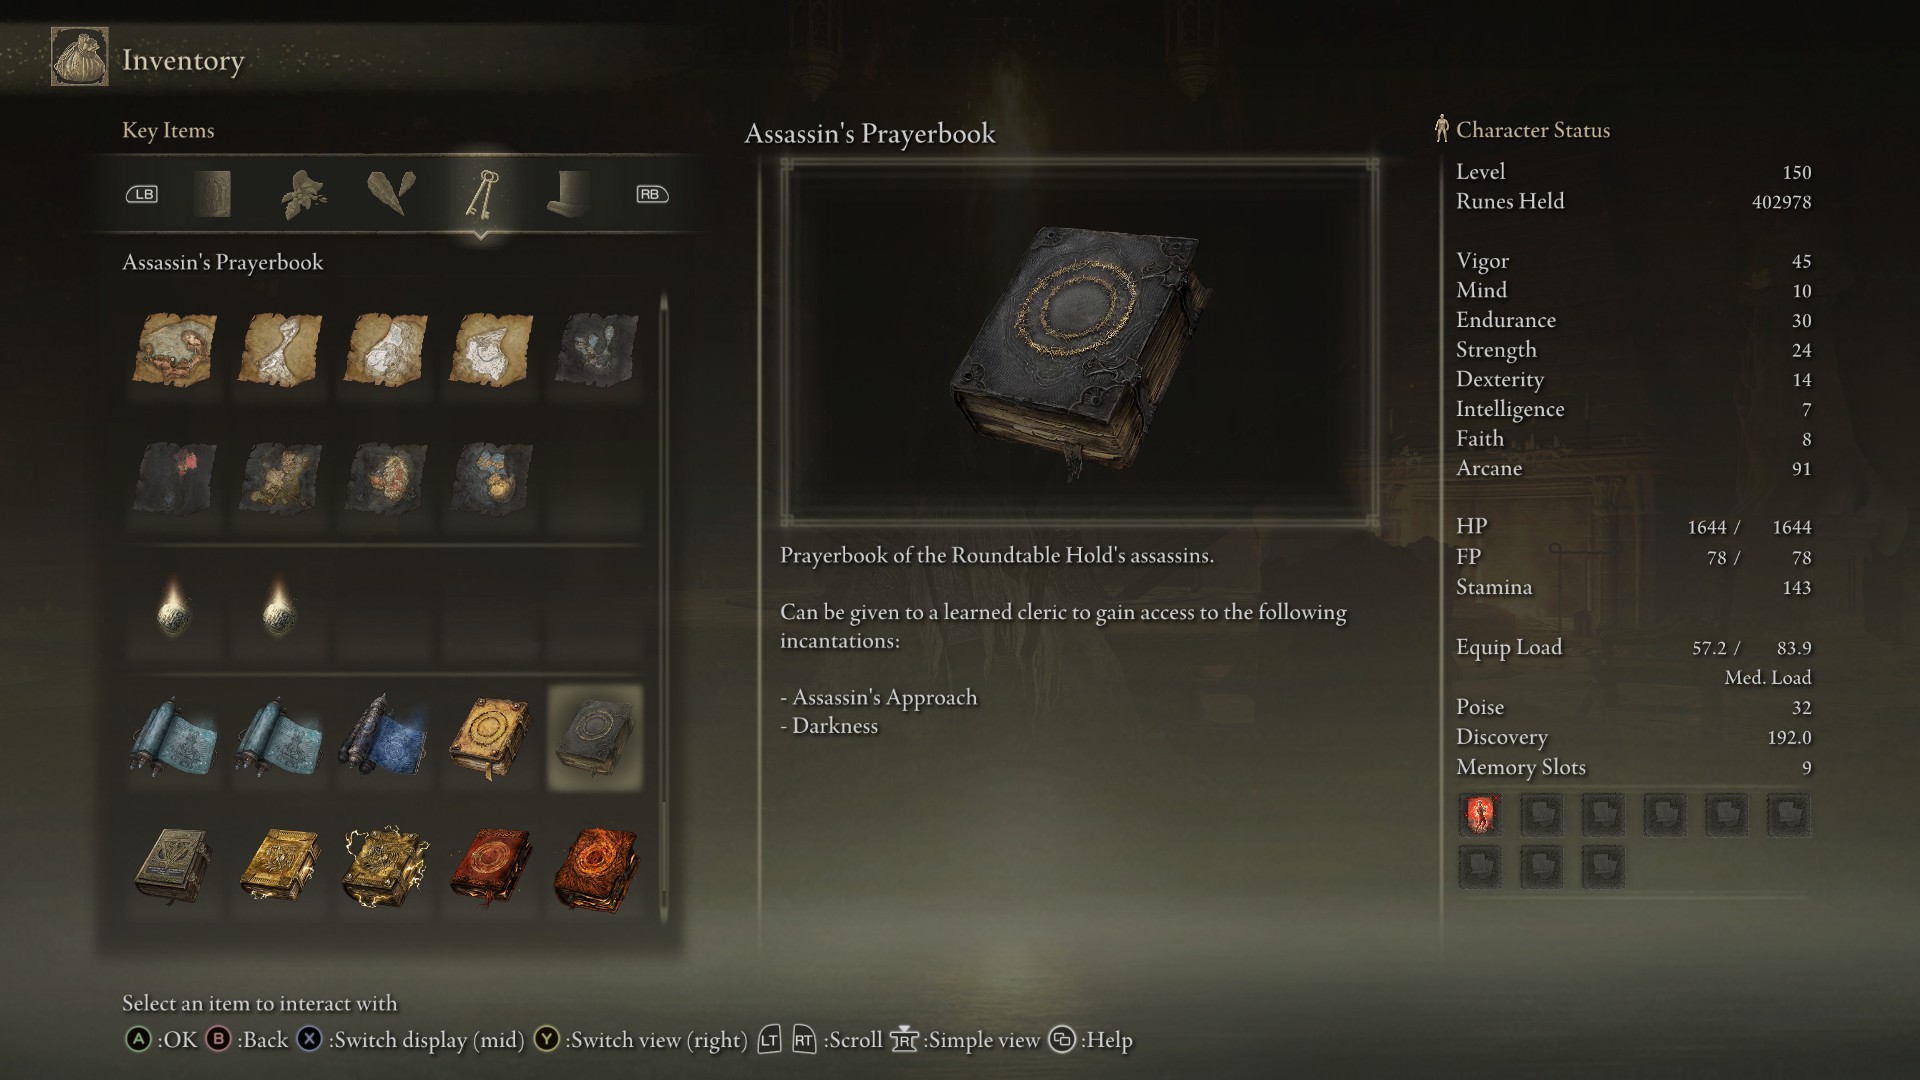 Inventory
Key Items
LB
RB
Assassin's Prayerbook
Assassin's Prayerbook
Prayerbook of the Roundtable Hold's assassins.
Can be given to a learned cleric to gain access to the following
incantations:
- Assassin's Approach
- Darkness
Character Status
Level 150
Runes Held 402978
Vigor 45
Mind 10
Endurance 30
Strength 24
Dexterity 14
Intelligence 7
Faith 8
Arcane 91
HP 1644 / 1644
FP 78 / 78
Stamina 143
Equip Load 57.2 / 83.9
Med. Load
Poise 32
Discovery 192.0
Memory Slots 9
Select an item to interact with
A :OK B :Back X :Switch display (mid) Y :Switch view (right) LT RT :Scroll R :Simple view :Help